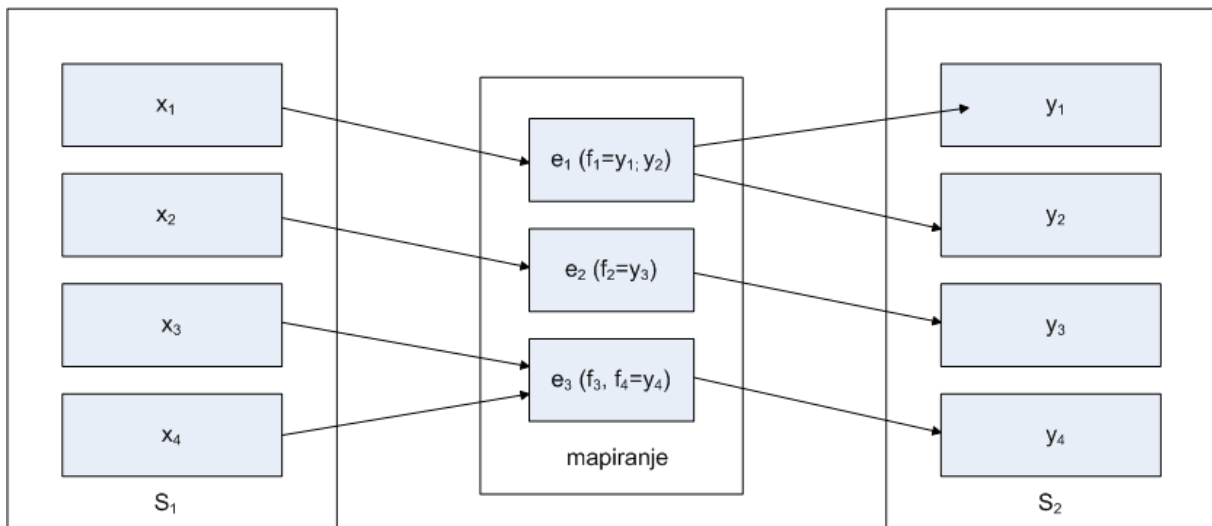 x₁
x₂
x₃
x₄
S₁
e₁ (f₁=y₁; y₂)
e₂ (f₂=y₃)
e₃ (f₃, f₄=y₄)
mapiranje
y₁
y₂
y₃
y₄
S₂